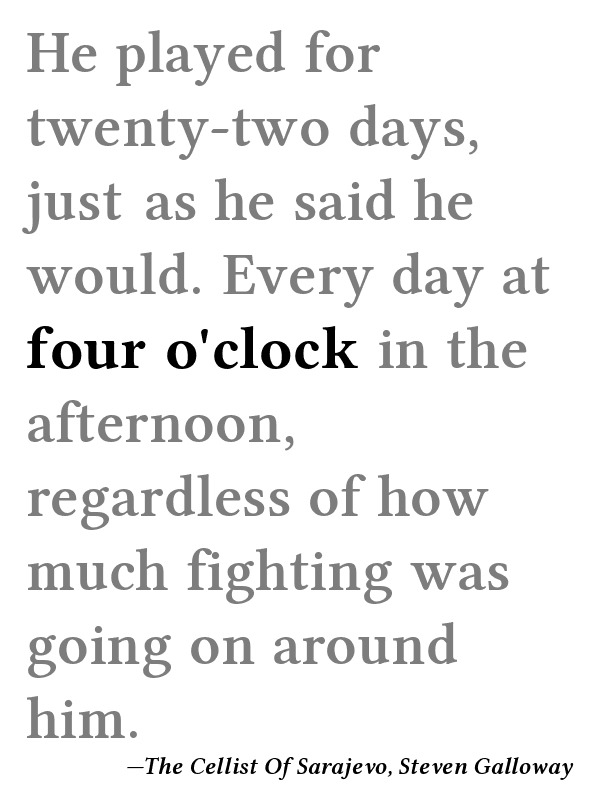 He played for
twenty-two days,
just as he said he
would. Every day at
four o'clock in the
afternoon,
regardless of how
much fighting was
going on around
him.
—The Cellist Of Sarajevo, Steven Galloway